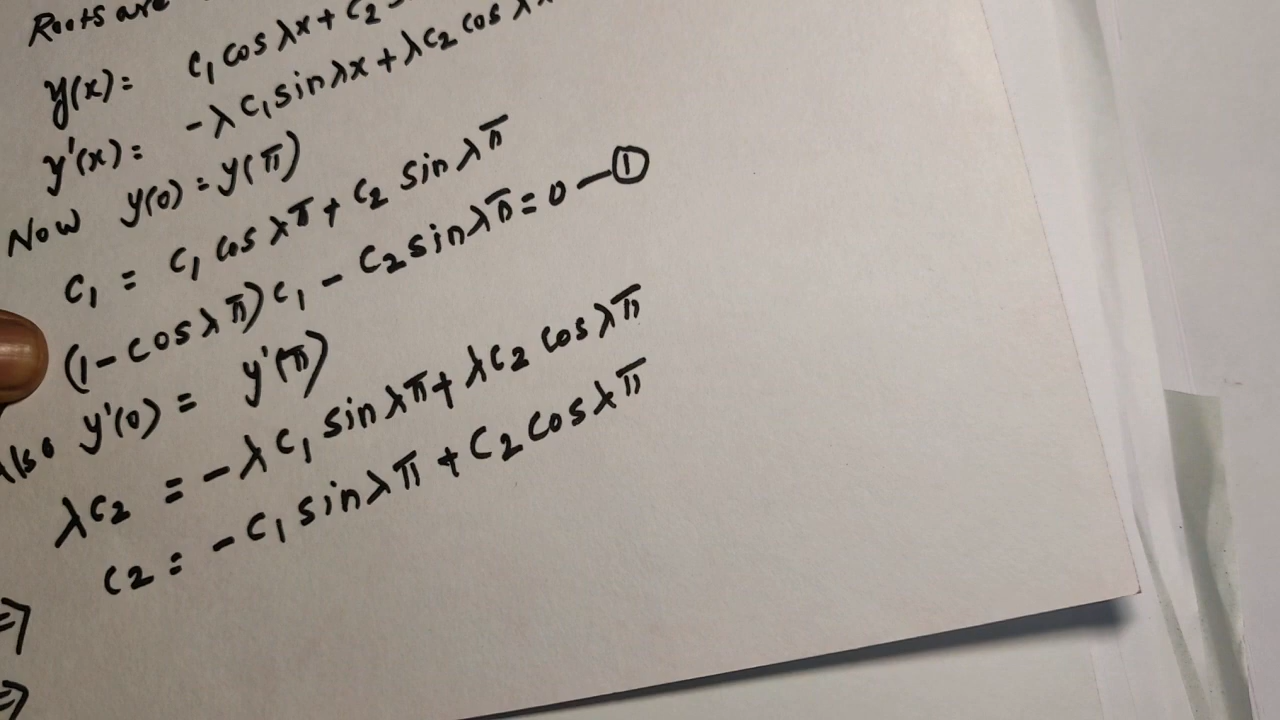 Roots are
y(x) = c₁ cos λx + c₂
y'(x) = -λ c₁ sin λx + λ c₂ cos λx
Now y(0) = y(π)
c₁ = c₁ cos λπ + c₂ sin λπ
(1 - cos λπ) c₁ - c₂ sin λπ = 0 — ①
Also y'(0) = y'(π)
λc₂ = -λ c₁ sin λπ + λc₂ cos λπ
⇒ c₂ = -c₁ sin λπ + c₂ cos λπ
⇒